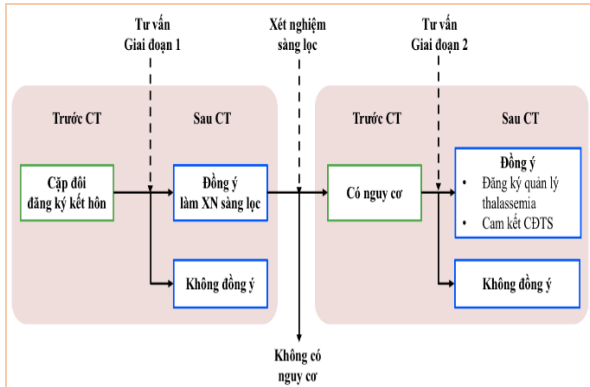 Tư vấn
Giai đoạn 1
Xét nghiệm
sàng lọc
Tư vấn
Giai đoạn 2
Trước CT
Sau CT
Trước CT
Sau CT
Cặp đôi
đăng ký kết hôn
Đồng ý
làm XN sàng lọc
Có nguy cơ
Đồng ý
• Đăng ký quản lý
thalassemia
• Cam kết CĐTS
Không đồng ý
Không đồng ý
Không có
nguy cơ